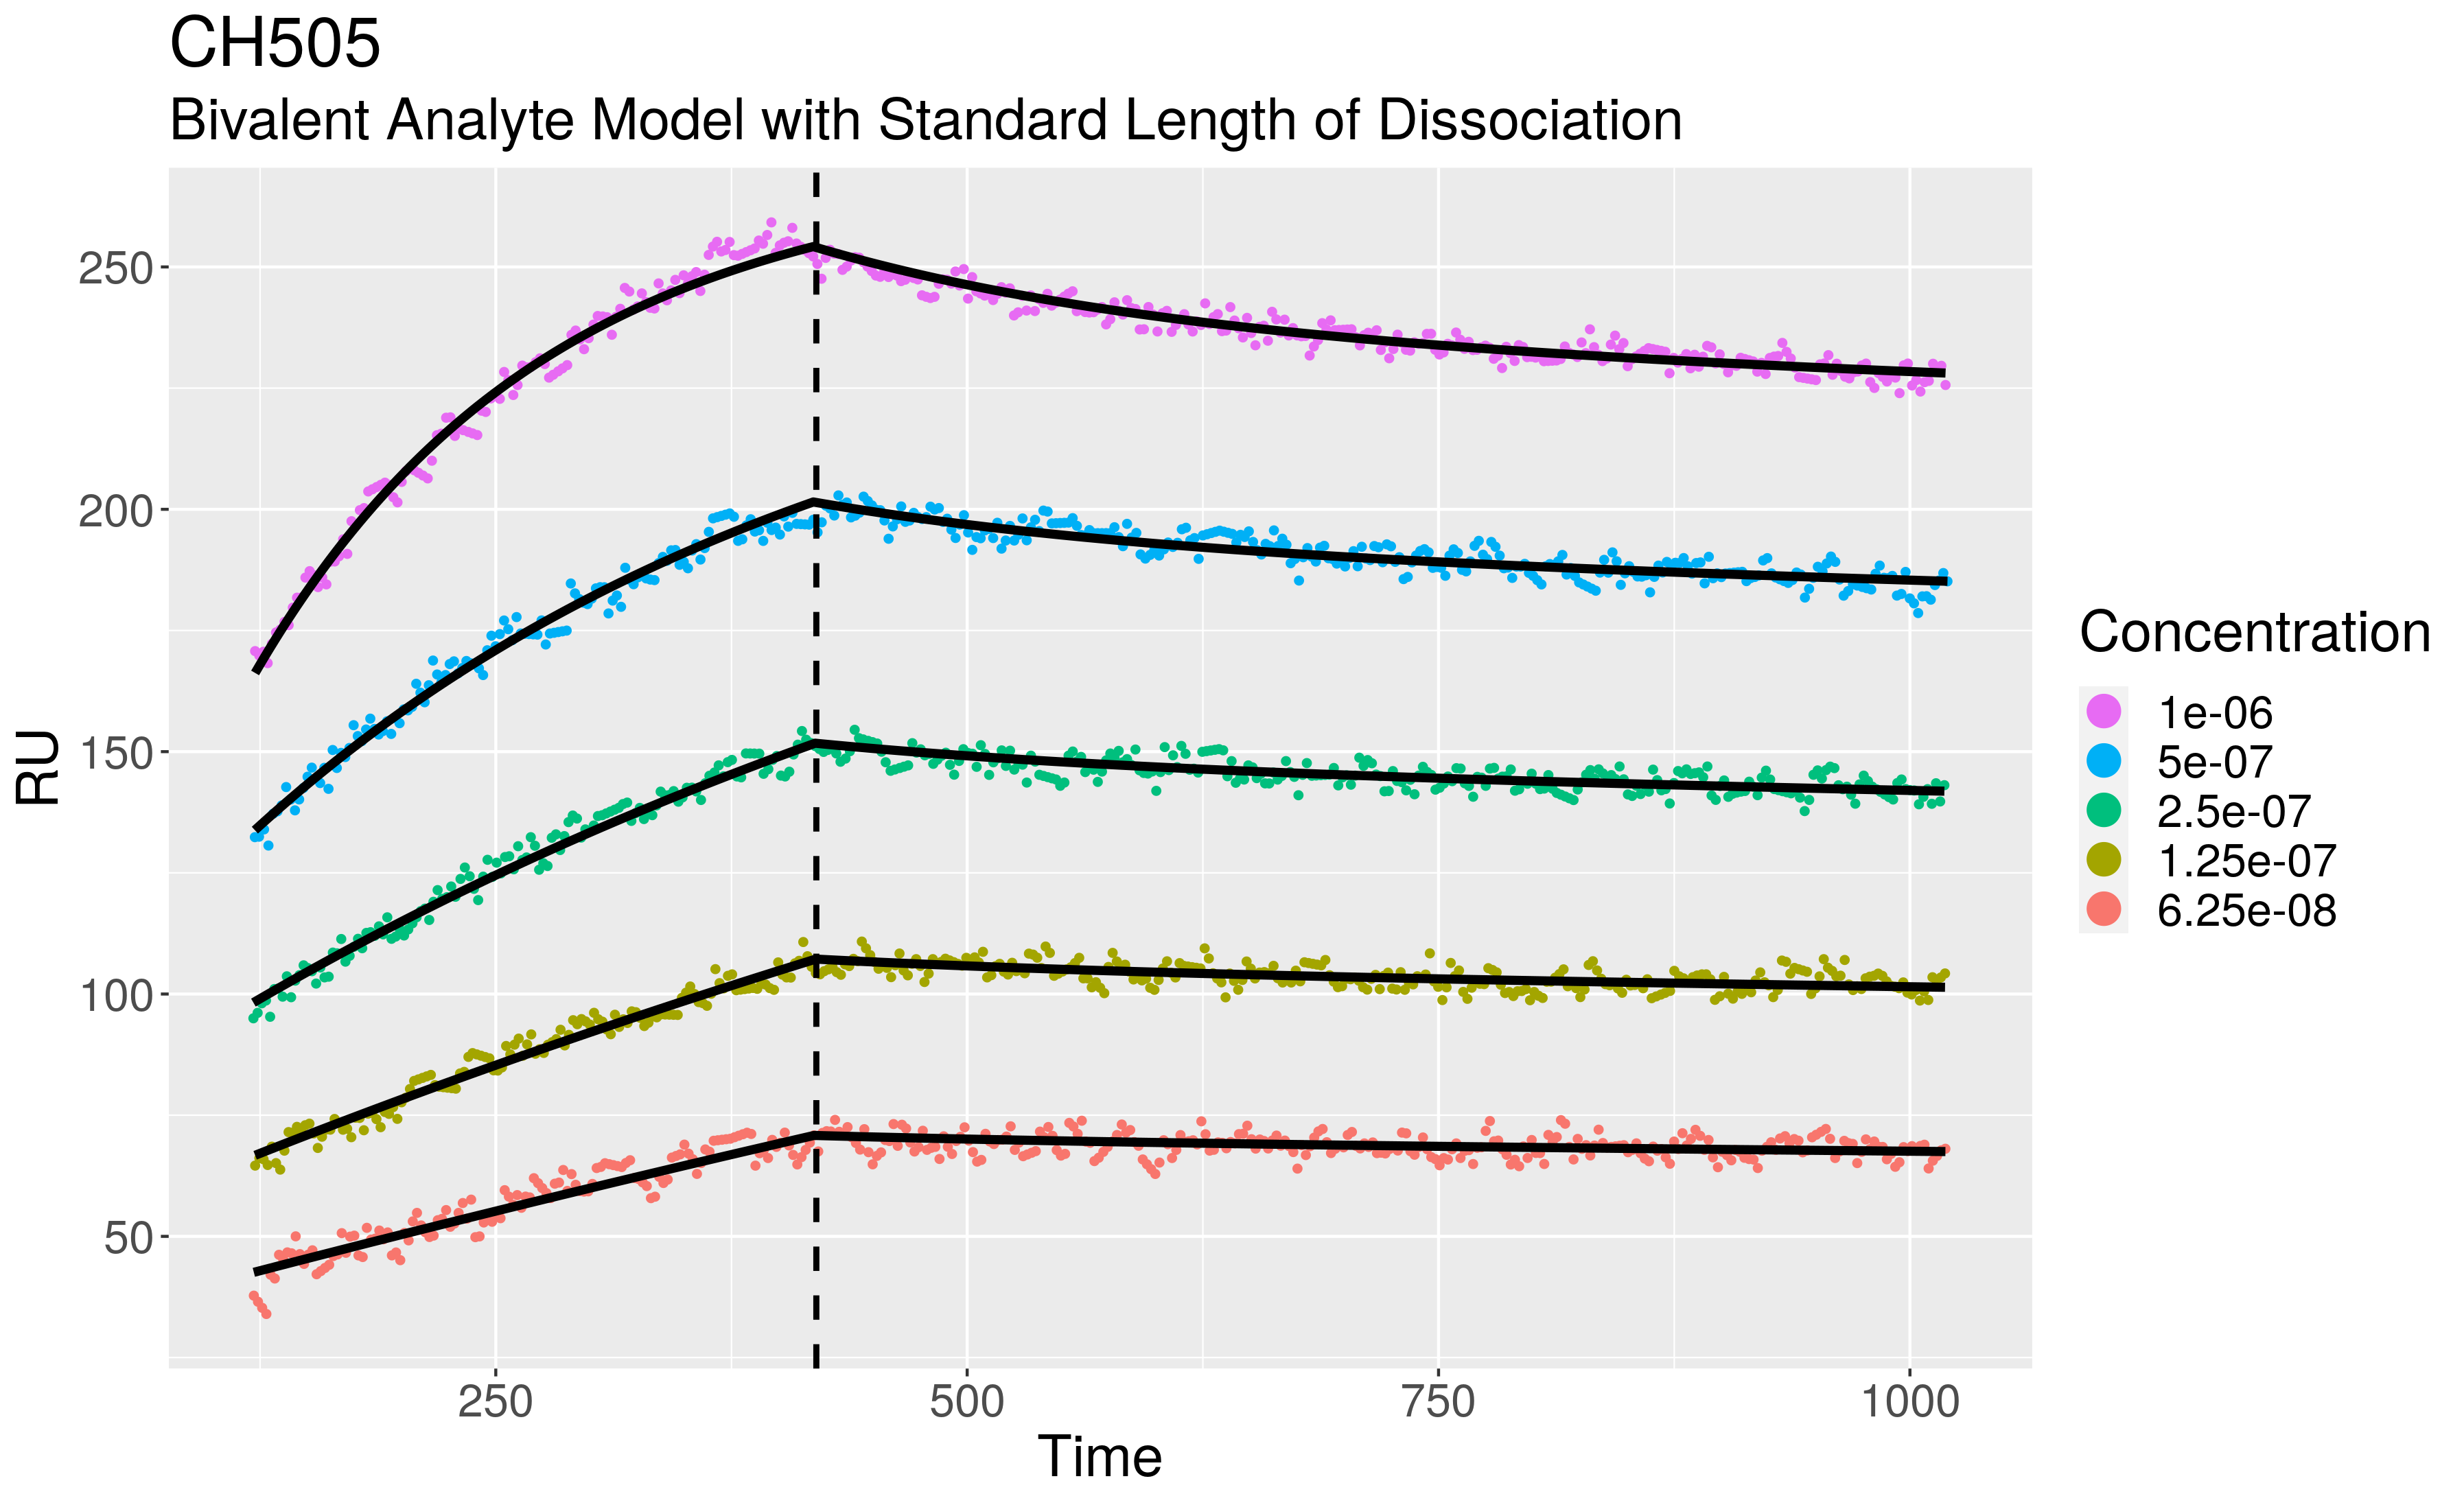 CH505
Bivalent Analyte Model with Standard Length of Dissociation
RU
250
200
150
100
50
250 500 750 1000
Time
Concentration
1e-06
5e-07
2.5e-07
1.25e-07
6.25e-08